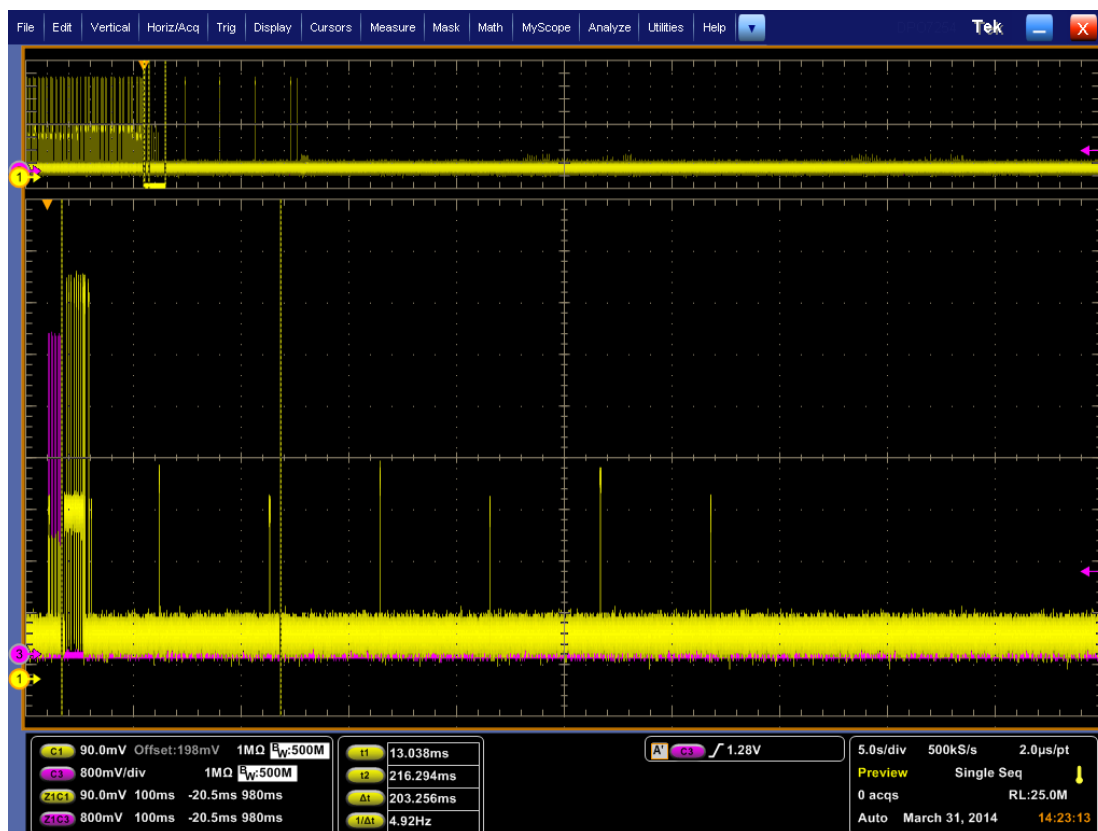 File Edit Vertical Horiz/Acq Trig Display Cursors Measure Mask Math MyScope Analyze Utilities Help Tek X
1
3
1
C1 90.0mV Offset:198mV 1MΩ BW:500M
C3 800mV/div 1MΩ BW:500M
Z1C1 90.0mV 100ms -20.5ms 980ms
Z1C3 800mV 100ms -20.5ms 980ms
t1 13.038ms
t2 216.294ms
Δt 203.256ms
1/Δt 4.92Hz
A' C3 1.28V
5.0s/div 500kS/s 2.0µs/pt
Preview Single Seq
0 acqs RL:25.0M
Auto March 31, 2014 14:23:13